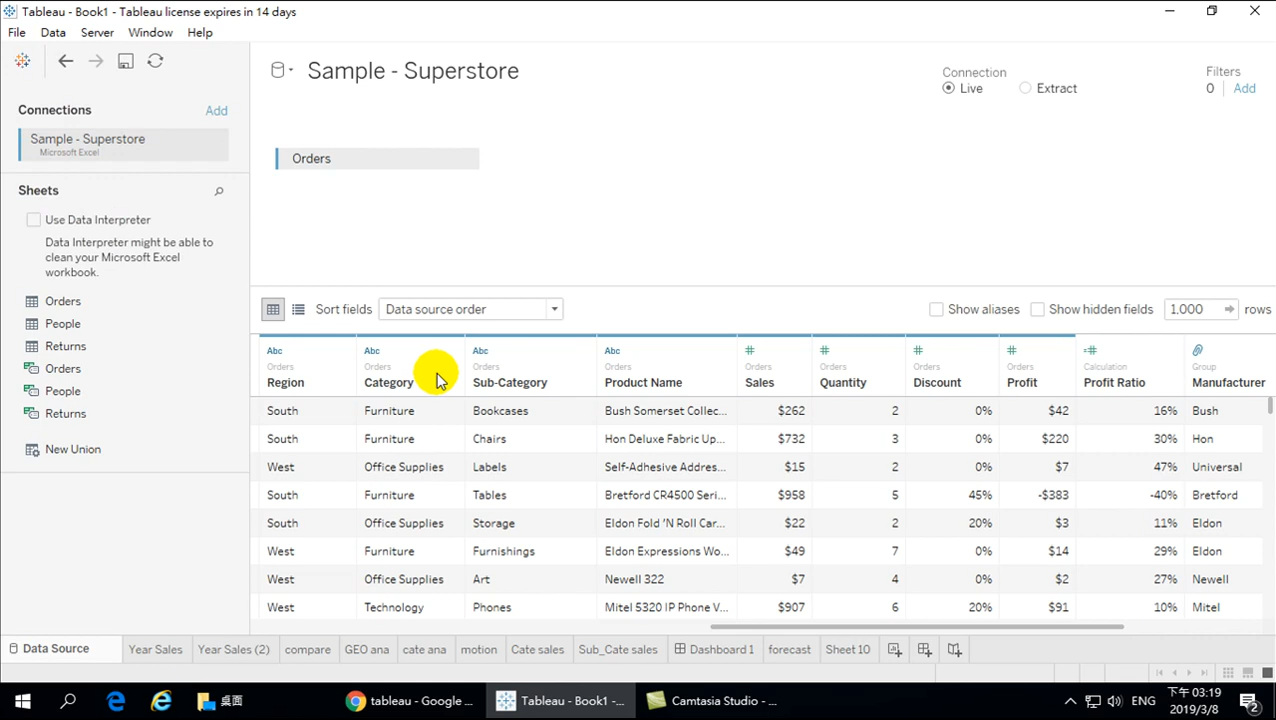 Tableau - Book1 - Tableau license expires in 14 days
File Data Server Window Help
Sample - Superstore
Connection
Live Extract
Filters
0 Add
Connections Add
Sample - Superstore
Microsoft Excel
Orders
Sheets
Use Data Interpreter
Data Interpreter might be able to
clean your Microsoft Excel
workbook.
Orders
People
Returns
Orders
People
Returns
New Union
Sort fields Data source order Show aliases Show hidden fields 1,000 rows
Abc Abc Abc Abc # # # # =#
Orders Orders Orders Orders Orders Orders Orders Orders Calculation Group
Region Category Sub-Category Product Name Sales Quantity Discount Profit Profit Ratio Manufacturer
South Furniture Bookcases Bush Somerset Collec... $262 2 0% $42 16% Bush
South Furniture Chairs Hon Deluxe Fabric Up... $732 3 0% $220 30% Hon
West Office Supplies Labels Self-Adhesive Addres... $15 2 0% $7 47% Universal
South Furniture Tables Bretford CR4500 Seri... $958 5 45% -$383 -40% Bretford
South Office Supplies Storage Eldon Fold 'N Roll Car... $22 2 20% $3 11% Eldon
West Furniture Furnishings Eldon Expressions Wo... $49 7 0% $14 29% Eldon
West Office Supplies Art Newell 322 $7 4 0% $2 27% Newell
West Technology Phones Mitel 5320 IP Phone V... $907 6 20% $91 10% Mitel
Data Source Year Sales Year Sales (2) compare GEO ana cate ana motion Cate sales Sub_Cate sales Dashboard 1 forecast Sheet 10
桌面 tableau - Google ... Tableau - Book1 -... Camtasia Studio - ... ENG 下午 03:19
2019/3/8
2